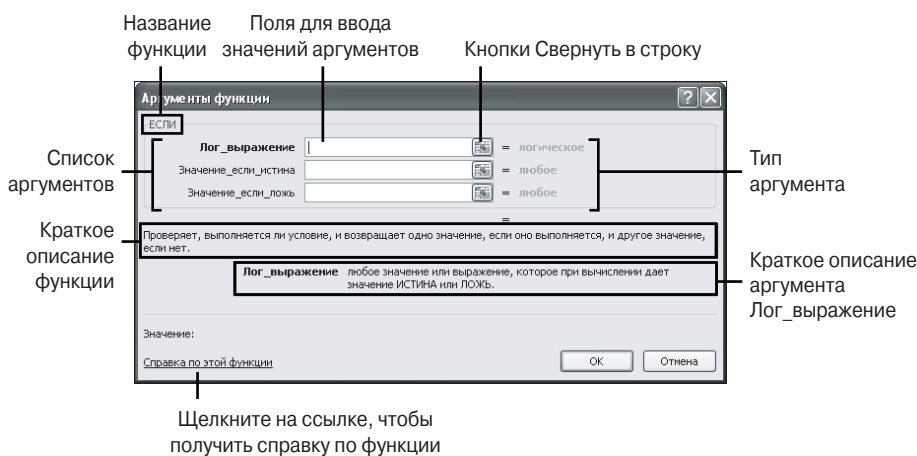 Название
функции
Поля для ввода
значений аргументов
Кнопки Свернуть в строку
Аргументы функции
ЕСЛИ
Лог_выражение = логическое
Значение_если_истина = любое
Значение_если_ложь = любое
=
Список
аргументов
Тип
аргумента
Проверяет, выполняется ли условие, и возвращает одно значение, если оно выполняется, и другое значение,
если нет.
Краткое
описание
функции
Лог_выражение любое значение или выражение, которое при вычислении дает
значение ИСТИНА или ЛОЖЬ.
Краткое описание
аргумента
Лог_выражение
Значение:
Справка по этой функции
ОК
Отмена
Щелкните на ссылке, чтобы
получить справку по функции